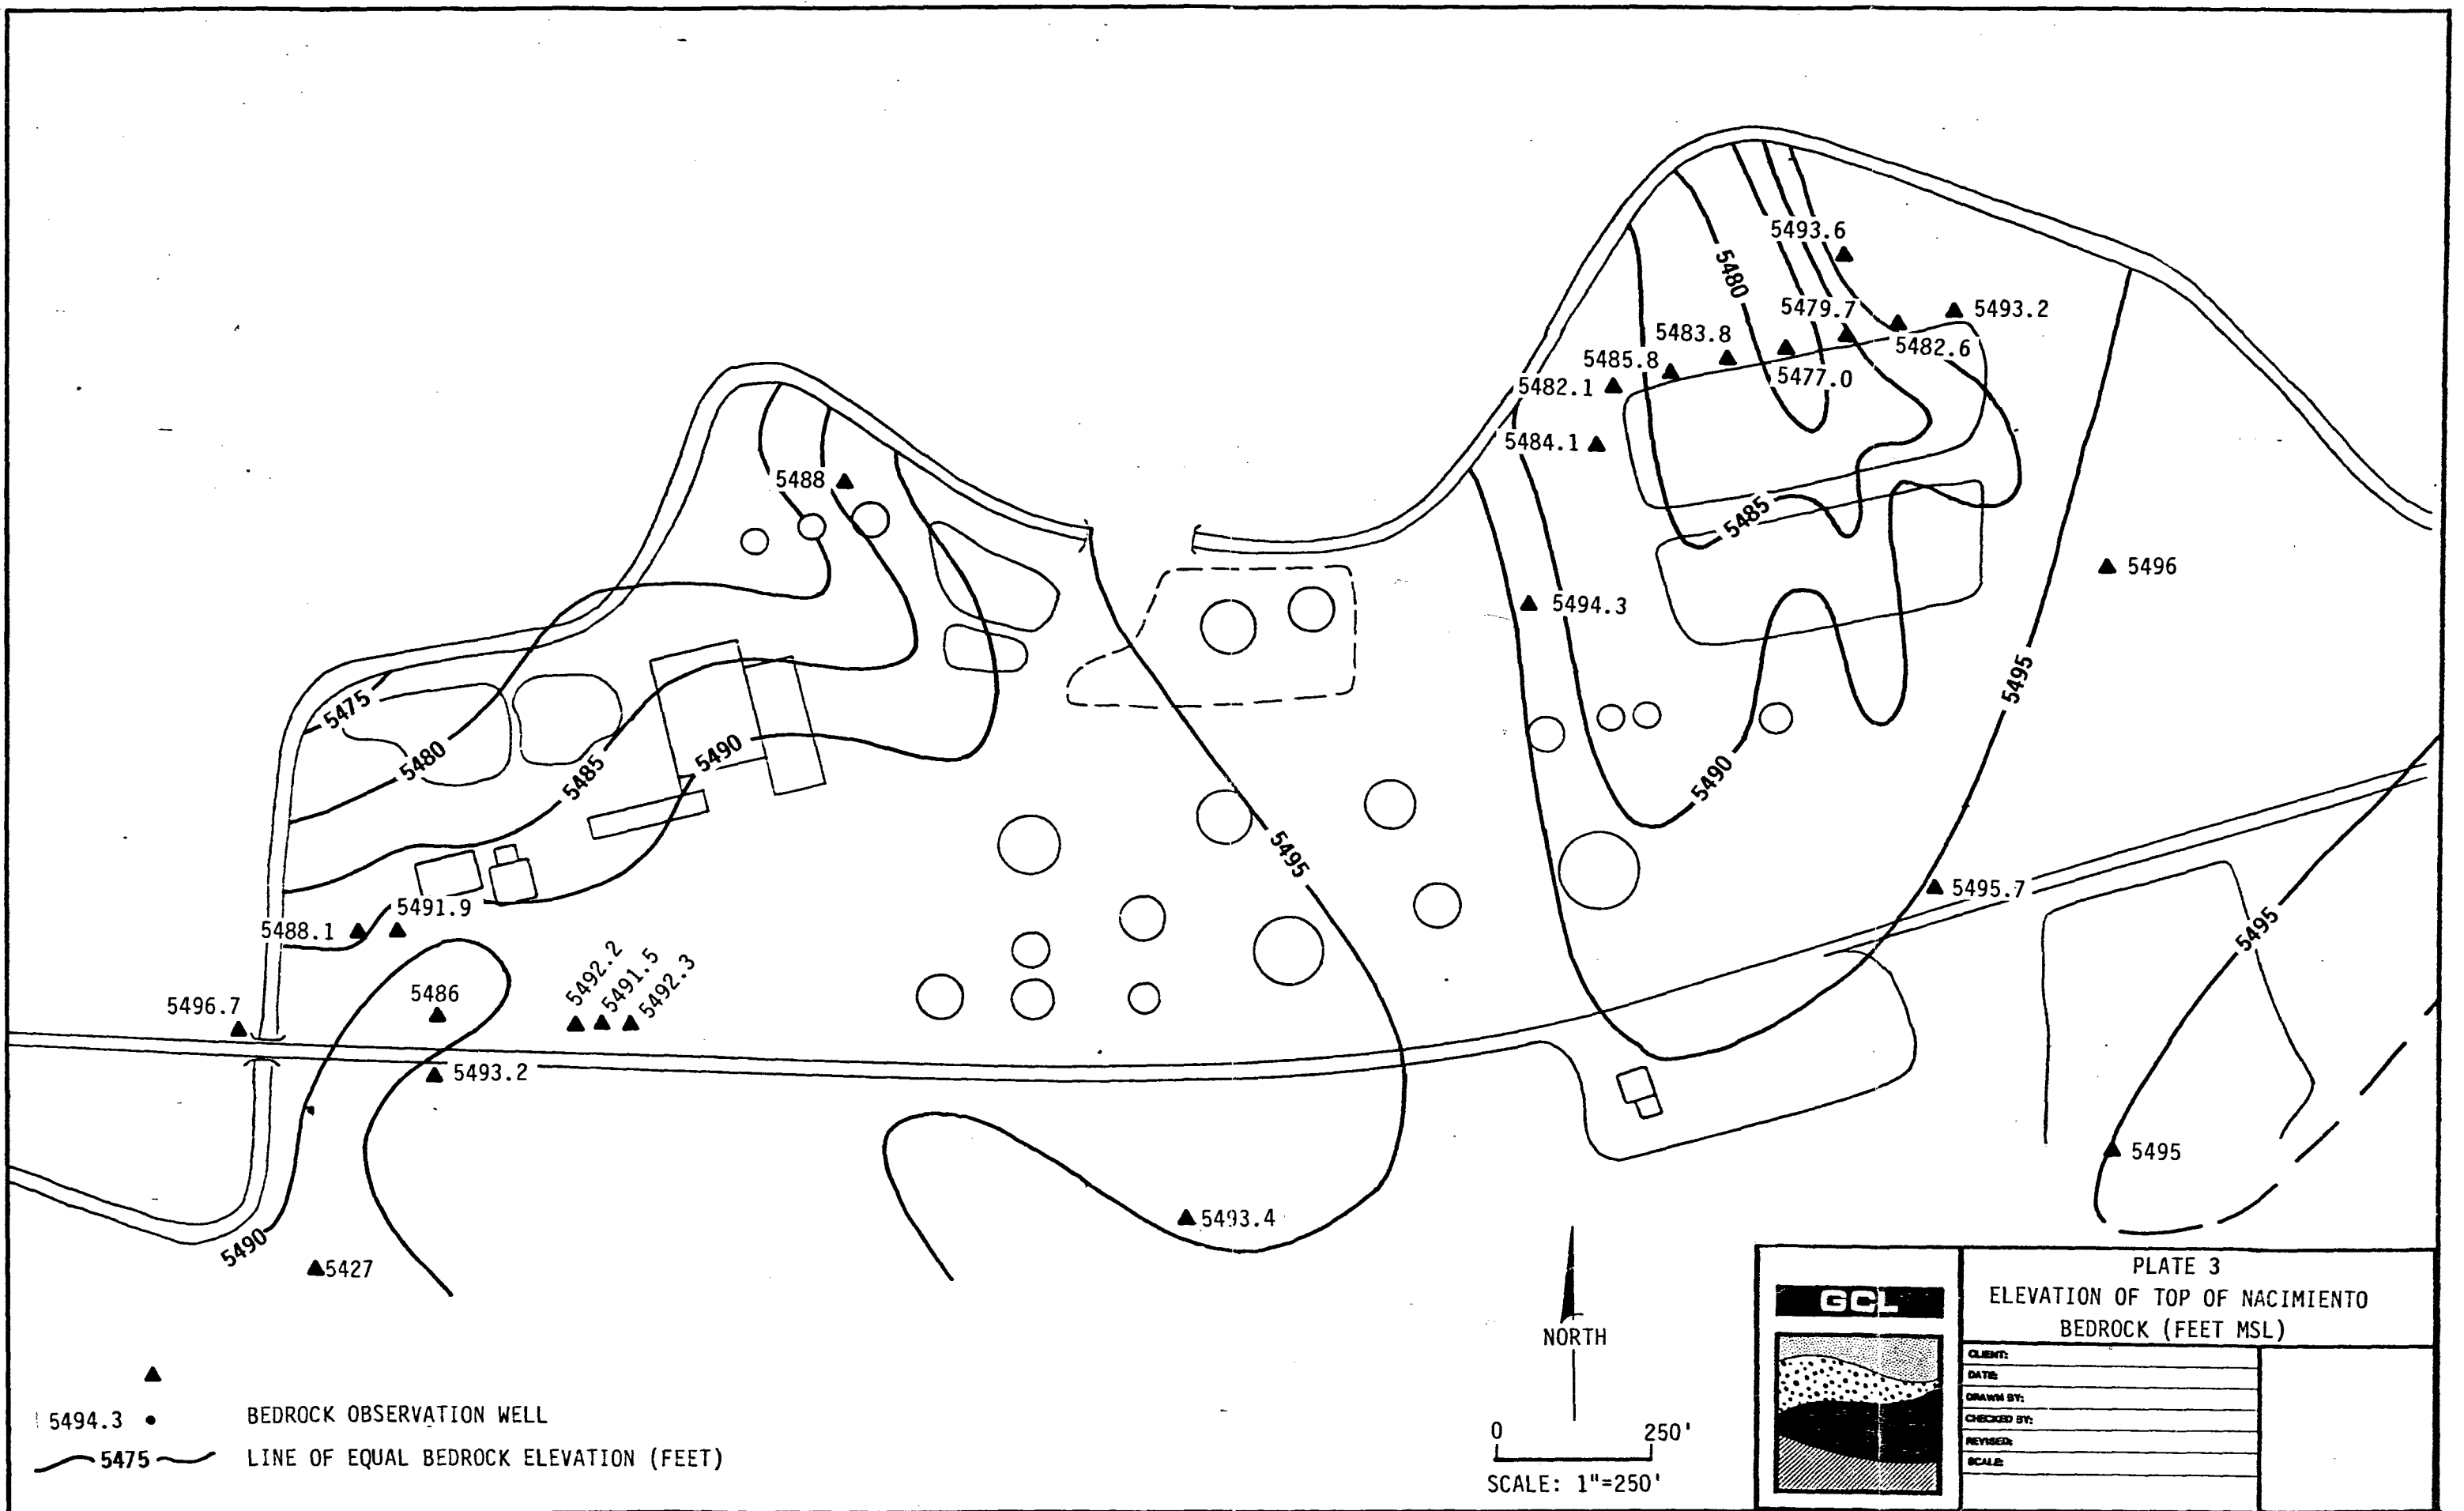 5493.6
5480
5479.7
5493.2
5483.8
5485.8
5482.6
5482.1
5477.0
5484.1
5488
5485
5496
5494.3
5495
5475
5480
5485
5490
5490
5495
5495.7
5491.9
5488.1
5495
5492.2
5491.5
5492.3
5486
5496.7
5493.2
5495
5493.4
5490
5427
NORTH
0 250'
SCALE: 1"=250'
5494.3
BEDROCK OBSERVATION WELL
5475
LINE OF EQUAL BEDROCK ELEVATION (FEET)
GCL
PLATE 3
ELEVATION OF TOP OF NACIMIENTO
BEDROCK (FEET MSL)
CLIENT:
DATE:
DRAWN BY:
CHECKED BY:
REVISED:
SCALE: